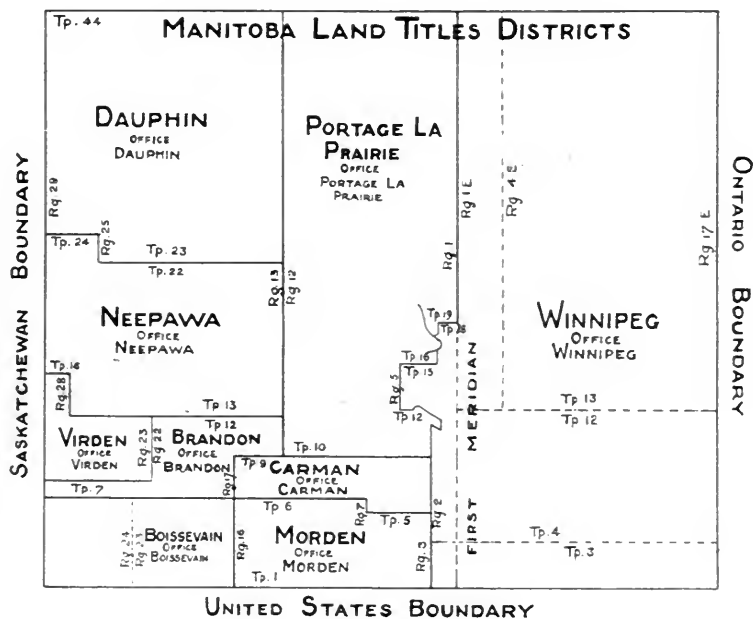 MANITOBA LAND TITLES DISTRICTS
Tp. 44
DAUPHIN
OFFICE
DAUPHIN
PORTAGE LA
PRAIRIE
OFFICE
PORTAGE LA
PRAIRIE
SASKATCHEWAN BOUNDARY
ONTARIO BOUNDARY
Rg. 29
Rg. 25
Rg 1 E
Rg 4 E
Rg 17 E
Rg. 1
Tp. 24
Tp. 23
Tp. 22
Rg. 13
Rg. 12
NEEPAWA
OFFICE
NEEPAWA
WINNIPEG
OFFICE
WINNIPEG
Tp 19
Tp 18
Tp 16
Tp 15
Rg. 5
Tp 12
Tp.16
Rg.28
Tp. 13
Tp. 12
Tp. 13
Tp. 12
VIRDEN
OFFICE
VIRDEN
Rg. 23
Rg. 22
BRANDON
OFFICE
BRANDON
Tp. 10
Tp 9
CARMAN
OFFICE
CARMAN
FIRST MERIDIAN
Tp. 7
Rg.17
Tp 6
Rg.7
Tp. 5
Rg. 2
BOISSEVAIN
OFFICE
BOISSEVAIN
Rg. 24
Rg. 23
Rg.16
MORDEN
OFFICE
MORDEN
Rg. 3
Tp. 4
Tp. 3
Tp. 1
UNITED STATES BOUNDARY